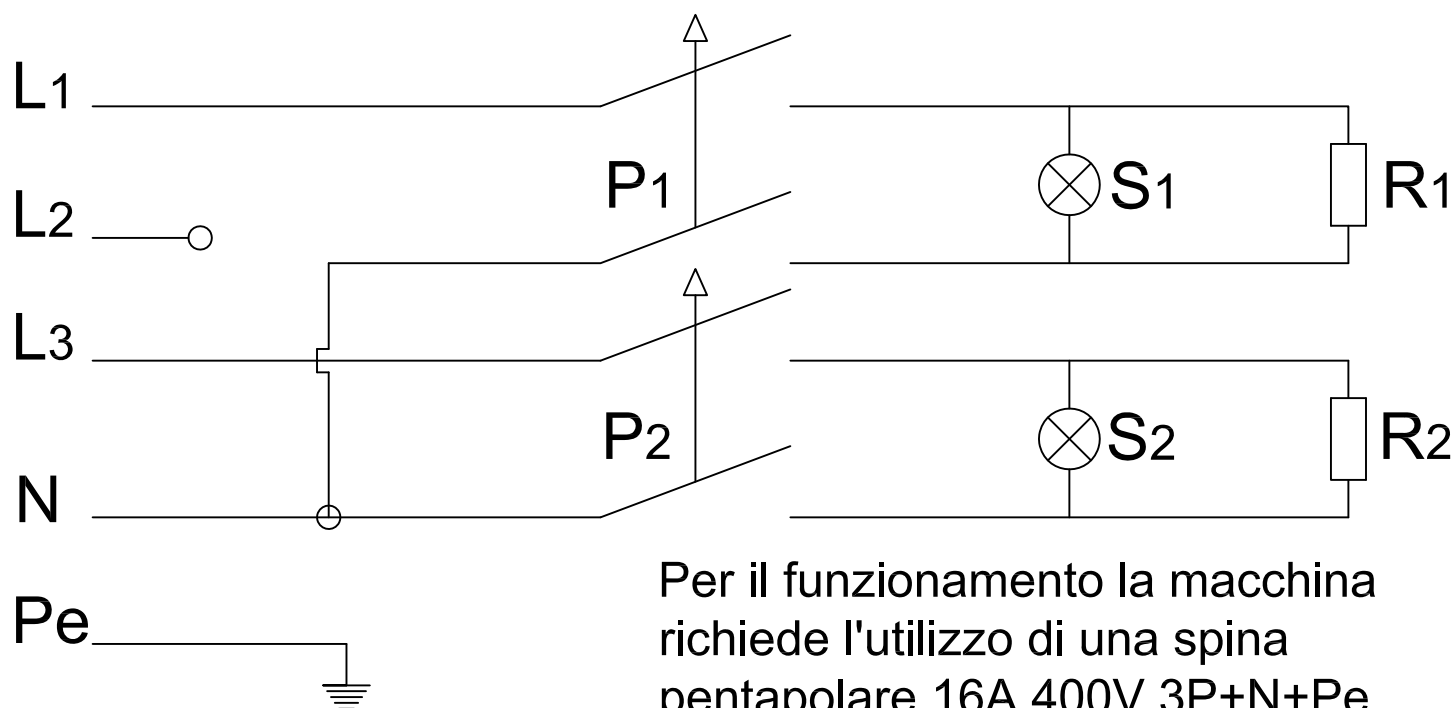 L1
P1
S1
R1
L2
L3
P2
S2
R2
N
Per il funzionamento la macchina
Pe
richiede l'utilizzo di una spina
pentapolare 16A 400V 3P+N+Pe